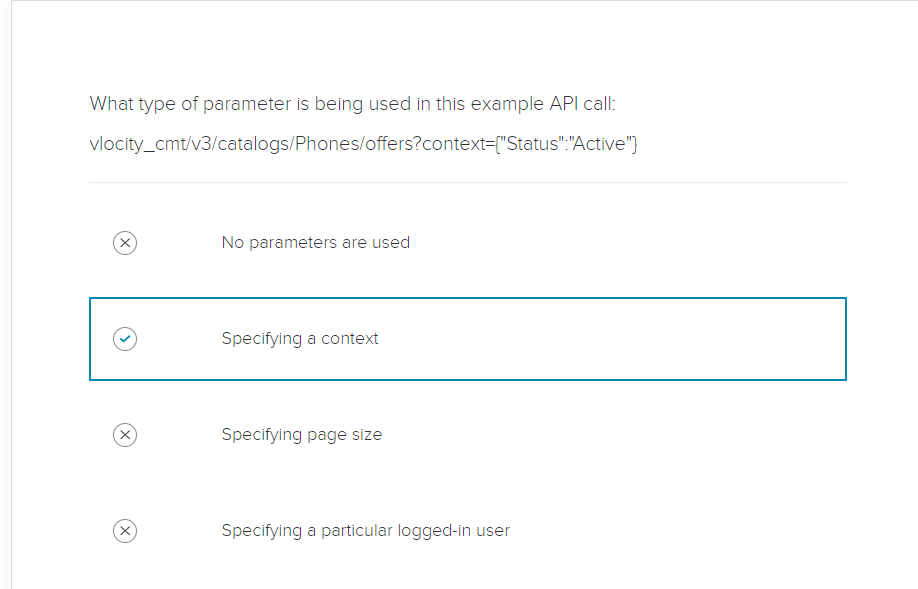 What type of parameter is being used in this example API call:
vlocity_cmt/v3/catalogs/Phones/offers?context={"Status":"Active"}
No parameters are used
Specifying a context
Specifying page size
Specifying a particular logged-in user